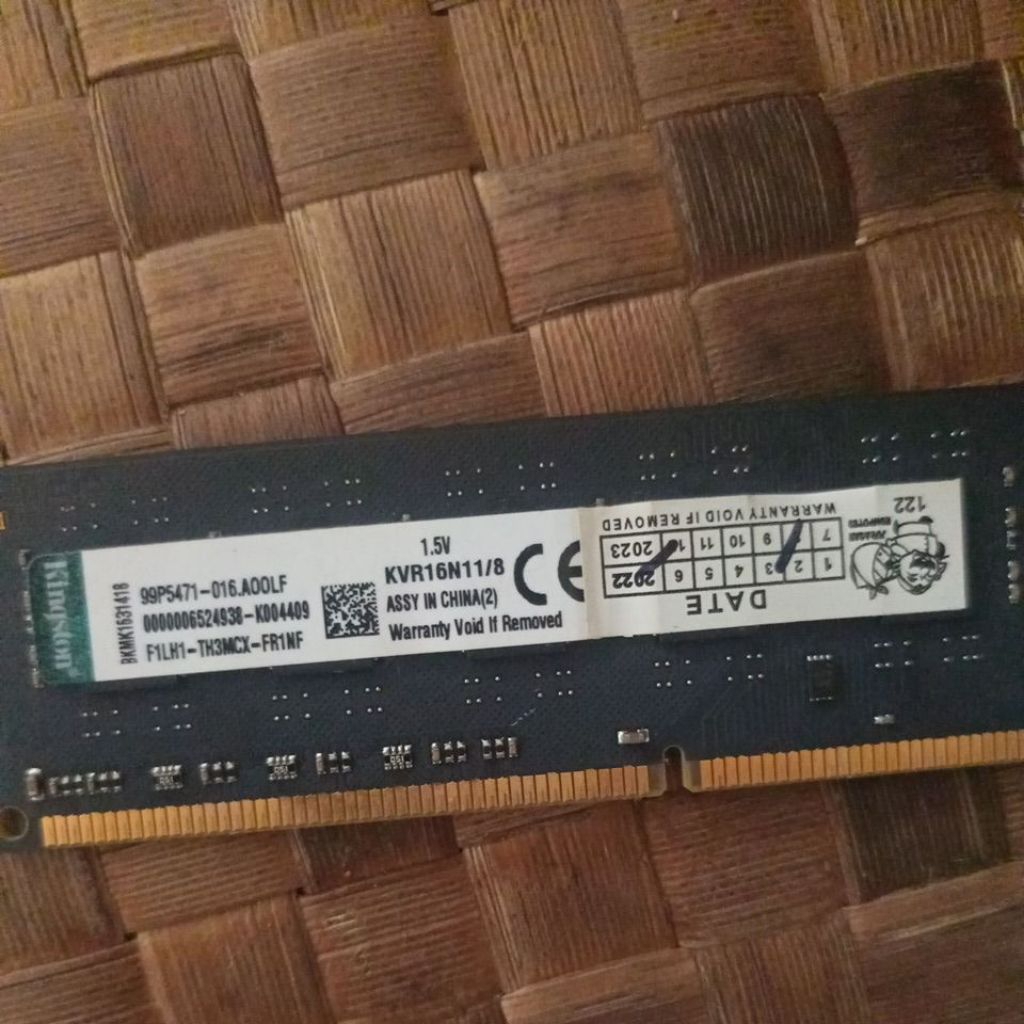 Kingston
BKMK1631418
99P5471-016.A00LF
0000006524938-K004409
F1LH1-TH3MCX-FR1NF
1.5V
KVR16N11/8
ASSY IN CHINA(2)
Warranty Void If Removed
CE
DATE
1 2 3 4 5 6 2022
7 8 9 10 11 12 2023
WARRANTY VOID IF REMOVED
122